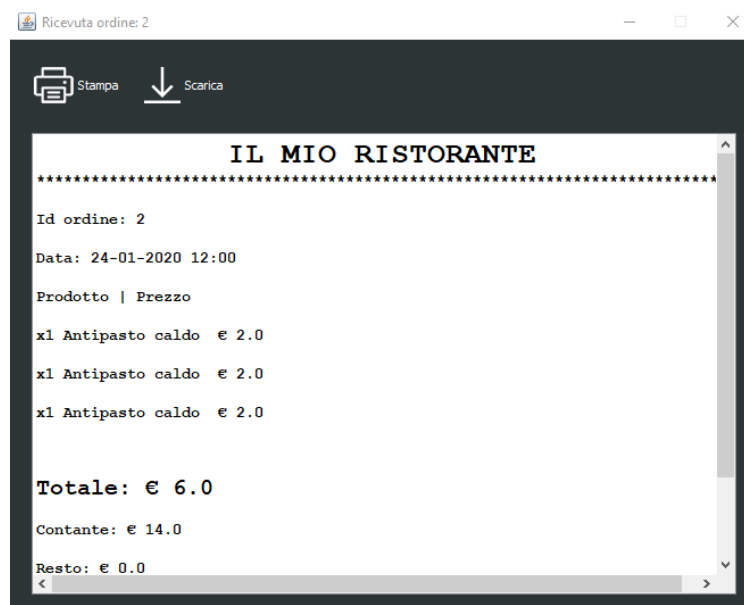 Ricevuta ordine: 2
Stampa
Scarica
IL MIO RISTORANTE
***************************************************************************
Id ordine: 2
Data: 24-01-2020 12:00
Prodotto | Prezzo
x1 Antipasto caldo € 2.0
x1 Antipasto caldo € 2.0
x1 Antipasto caldo € 2.0
Totale: € 6.0
Contante: € 14.0
Resto: € 0.0